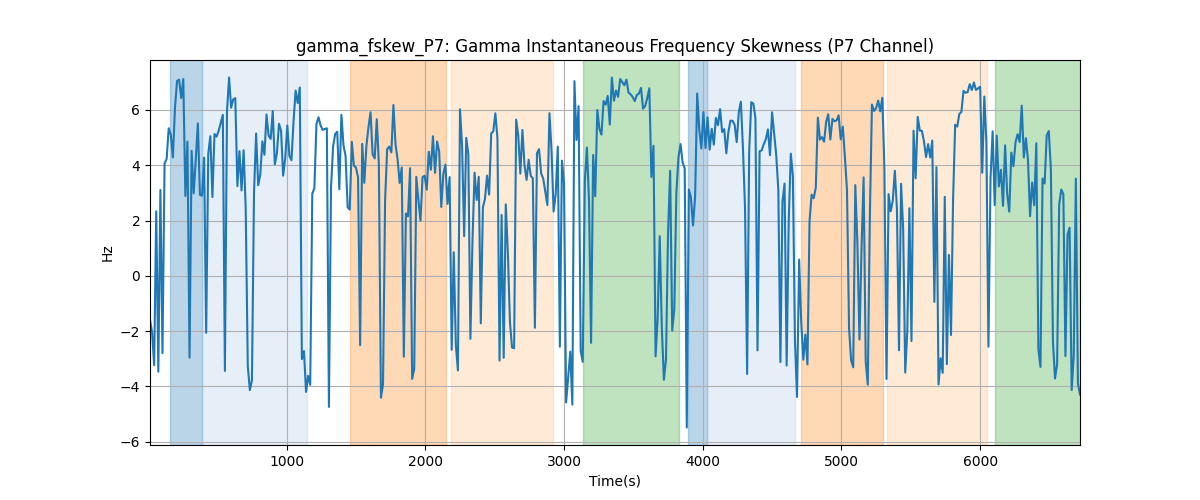 gamma_fskew_P7: Gamma Instantaneous Frequency Skewness (P7 Channel)
Hz
6
4
2
0
−2
−4
−6
1000 2000 3000 4000 5000 6000
Time(s)